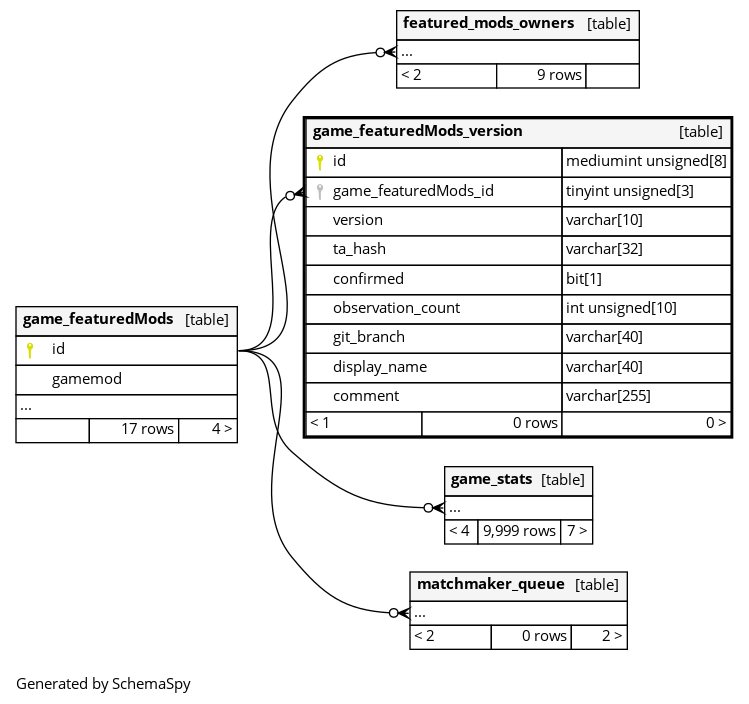 featured_mods_owners [table]
...
< 2 9 rows
game_featuredMods_version [table]
id mediumint unsigned[8]
game_featuredMods_id tinyint unsigned[3]
version varchar[10]
ta_hash varchar[32]
confirmed bit[1]
observation_count int unsigned[10]
git_branch varchar[40]
display_name varchar[40]
comment varchar[255]
< 1 0 rows 0 >
game_featuredMods [table]
id
gamemod
...
17 rows 4 >
game_stats [table]
...
< 4 9,999 rows 7 >
matchmaker_queue [table]
...
< 2 0 rows 2 >
Generated by SchemaSpy